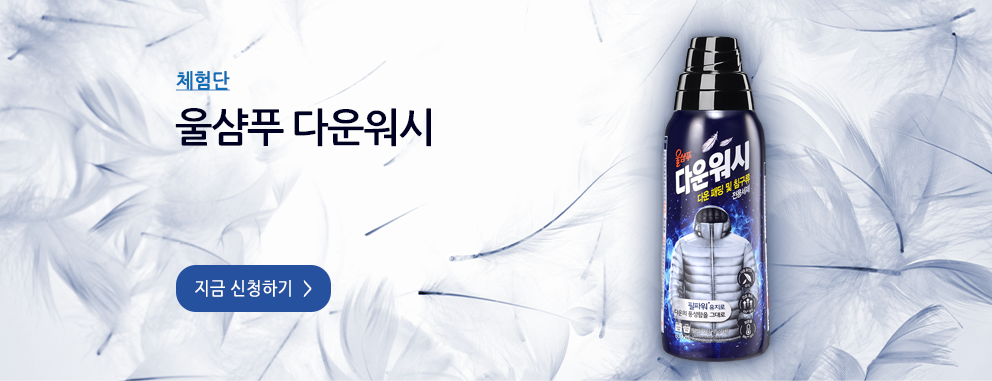 체험단
울샴푸 다운워시
지금 신청하기 >
울샴푸
다운워시
다운 패딩 및 침구류
전용세제
필파워 유지로
다운의 풍성함을 그대로